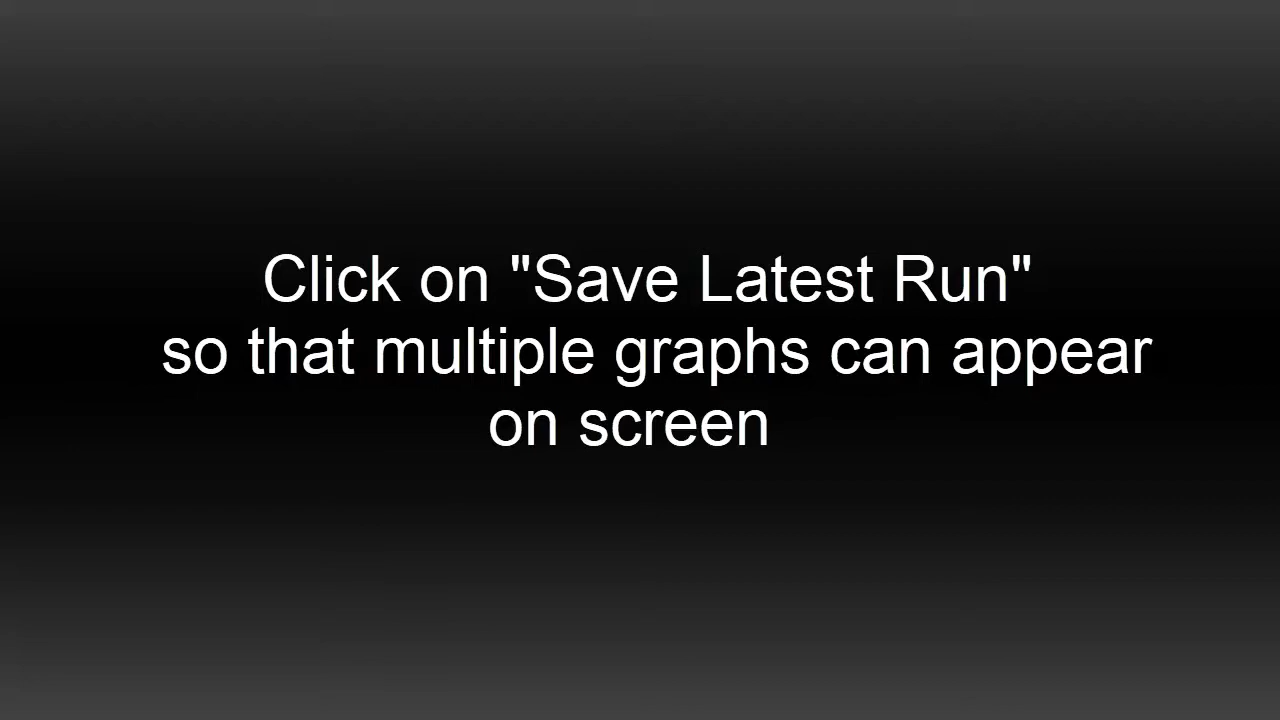 Click on "Save Latest Run"
so that multiple graphs can appear
on screen